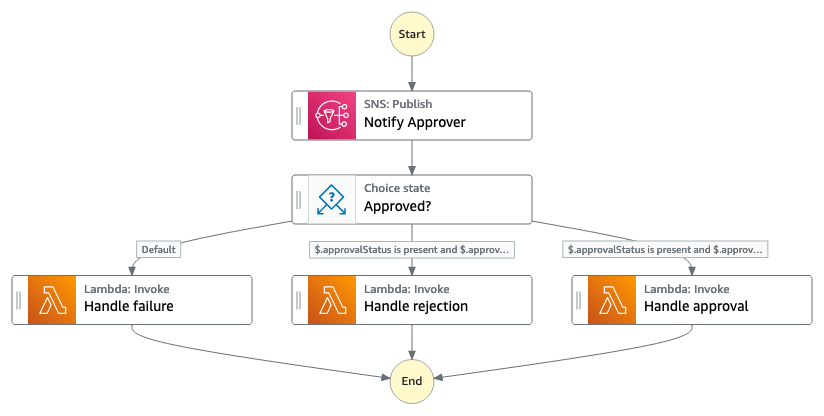 Start
SNS: Publish
Notify Approver
Choice state
Approved?
Default
$.approvalStatus is present and $.approv...
$.approvalStatus is present and $.approv...
Lambda: Invoke
Handle failure
Lambda: Invoke
Handle rejection
Lambda: Invoke
Handle approval
End